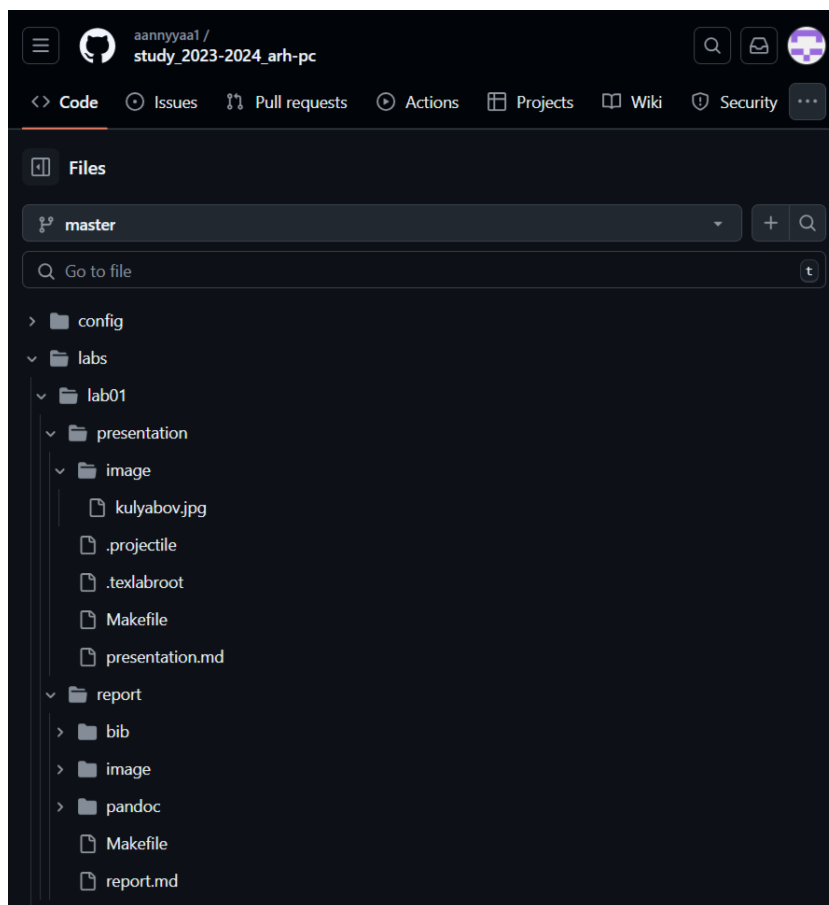 aannyyaa1 /
study_2023-2024_arh-pc
Code Issues Pull requests Actions Projects Wiki Security
Files
master
Go to file t
config
labs
lab01
presentation
image
kulyabov.jpg
.projectile
.texlabroot
Makefile
presentation.md
report
bib
image
pandoc
Makefile
report.md